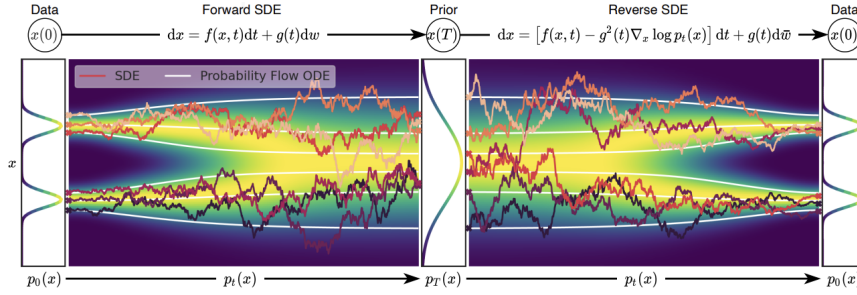 Data Forward SDE Prior Reverse SDE Data
x(0) dx = f(x, t)dt + g(t)dw x(T) dx = [f(x, t) − g²(t)∇ₓ log pₜ(x)] dt + g(t)dw̄ x(0)
SDE Probability Flow ODE
x
p₀(x) pₜ(x) p_T(x) pₜ(x) p₀(x)